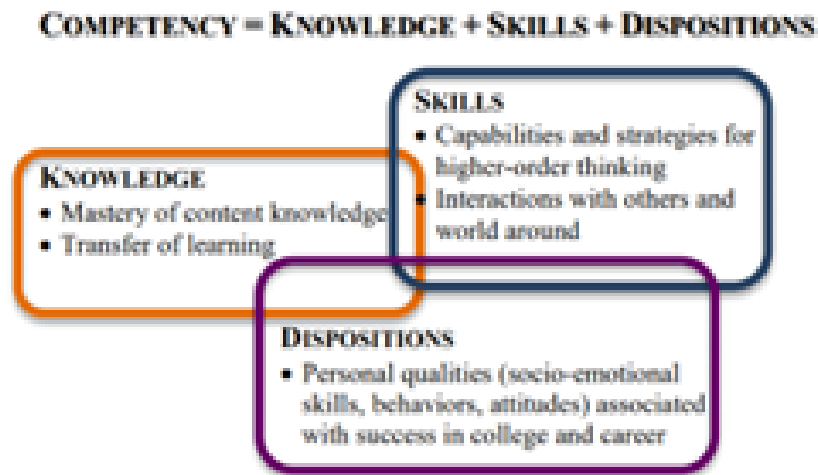 COMPETENCY = KNOWLEDGE + SKILLS + DISPOSITIONS
SKILLS
• Capabilities and strategies for
higher-order thinking
• Interactions with others and
world around
KNOWLEDGE
• Mastery of content knowledge
• Transfer of learning
DISPOSITIONS
• Personal qualities (socio-emotional
skills, behaviors, attitudes) associated
with success in college and career